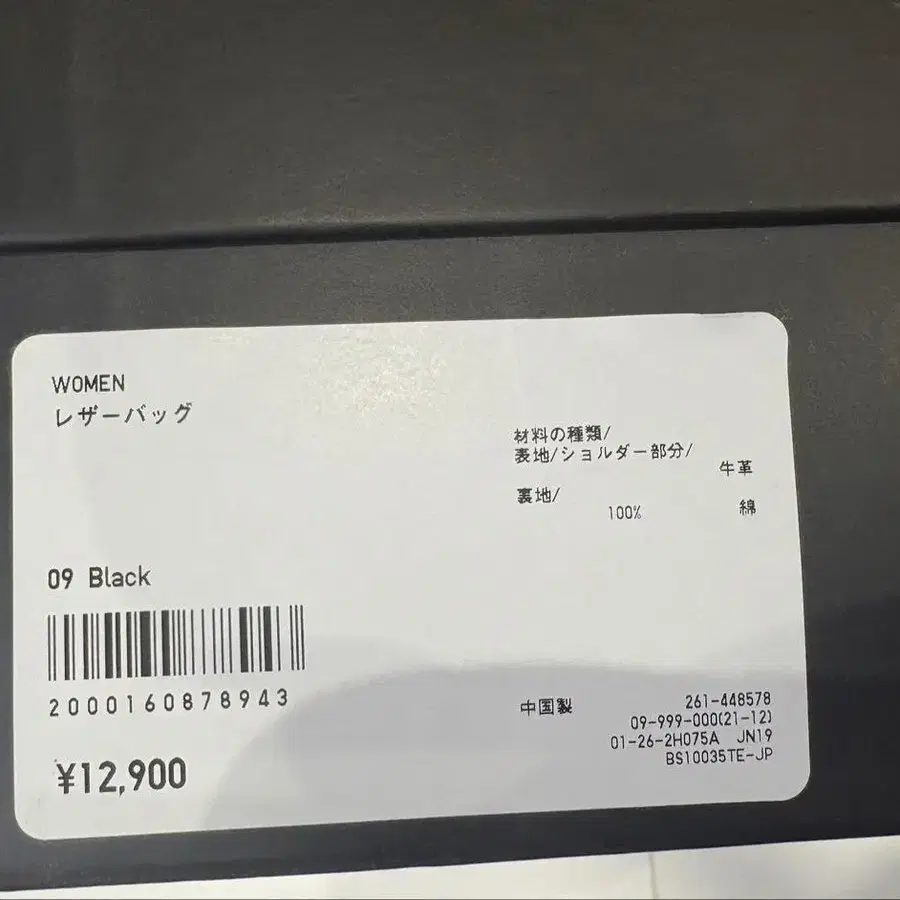 WOMEN
レザーバッグ
材料の種類/
表地/ショルダー部分/
牛革
裏地/
100% 綿
09 Black
2000160878943
¥12,900
中国製
261-448578
09-999-000(21-12)
01-26-2H075A JN19
BS10035TE-JP